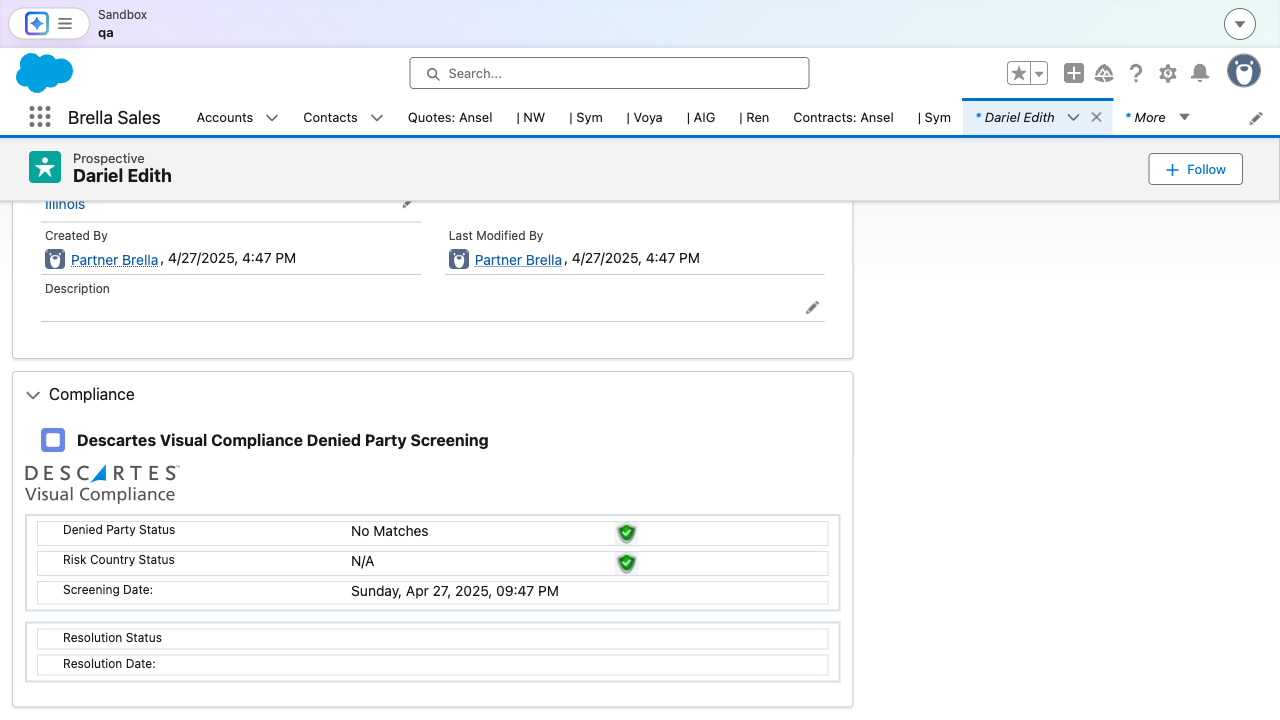 Sandbox
qa
Search...
Brella Sales
Accounts
Contacts
Quotes: Ansel
| NW
| Sym
| Voya
| AIG
| Ren
Contracts: Ansel
| Sym
* Dariel Edith
* More
Prospective
Dariel Edith
Follow
Illinois
Created By
Last Modified By
Partner Brella, 4/27/2025, 4:47 PM
Partner Brella, 4/27/2025, 4:47 PM
Description
Compliance
Descartes Visual Compliance Denied Party Screening
DESCARTES™
Visual Compliance
Denied Party Status No Matches
Risk Country Status N/A
Screening Date: Sunday, Apr 27, 2025, 09:47 PM
Resolution Status
Resolution Date: